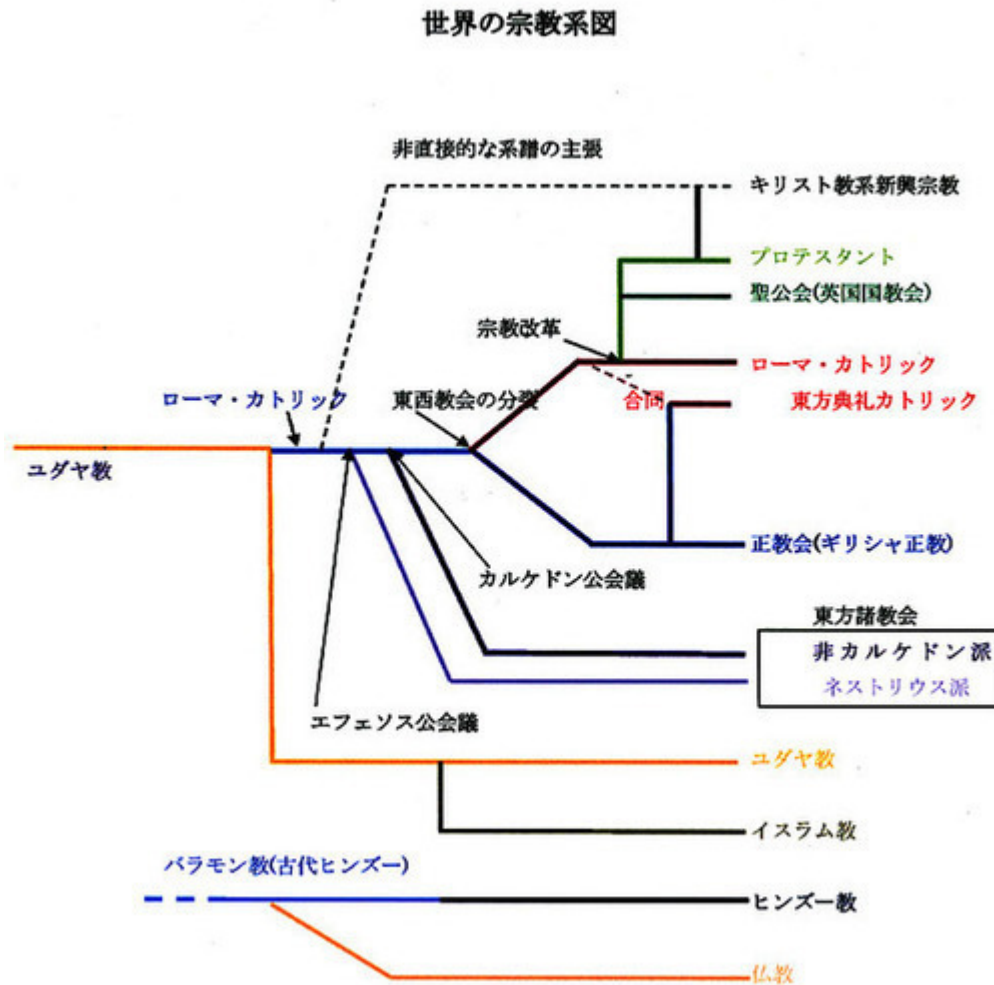 世界の宗教系図
非直接的な系譜の主張
キリスト教系新興宗教
プロテスタント
聖公会(英国国教会)
宗教改革
ローマ・カトリック
ローマ・カトリック
東西教会の分裂
合同
東方典礼カトリック
ユダヤ教
正教会(ギリシャ正教)
カルケドン公会議
東方諸教会
非カルケドン派
ネストリウス派
エフェソス公会議
ユダヤ教
イスラム教
バラモン教(古代ヒンズー)
ヒンズー教
仏教